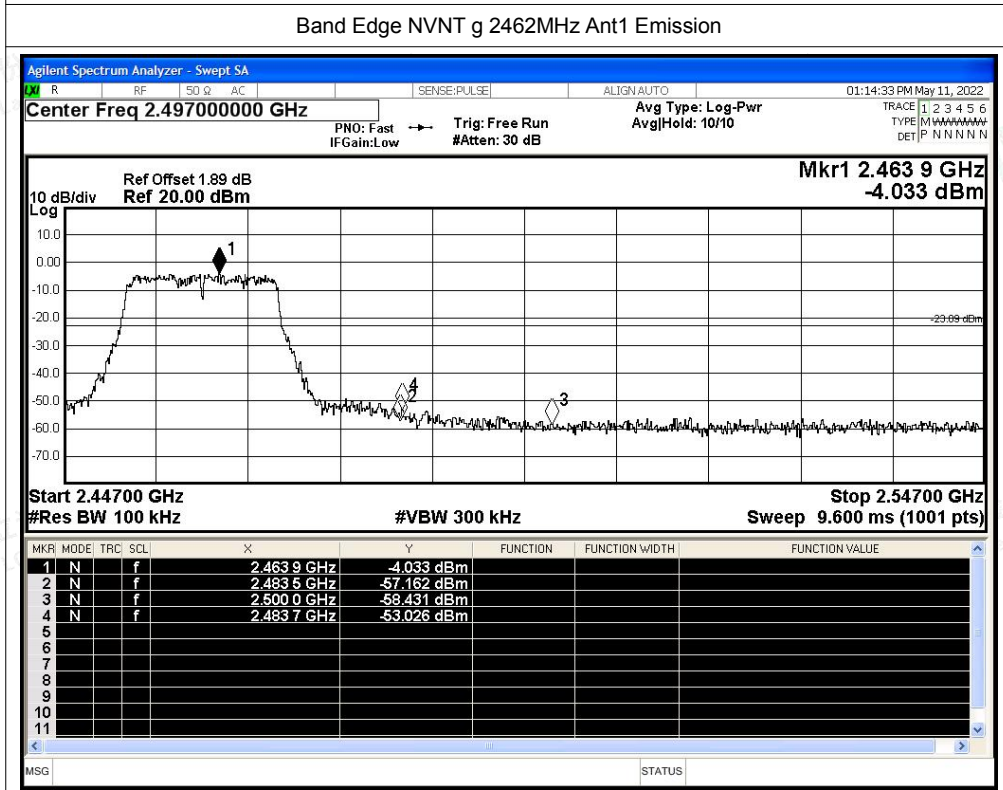 Band Edge NVNT g 2462MHz Ant1 Emission
Agilent Spectrum Analyzer - Swept SA
LXI R RF 50 Ω AC SENSE:PULSE ALIGN AUTO 01:14:33 PM May 11, 2022
Center Freq 2.497000000 GHz
PNO: Fast
IFGain:Low
Trig: Free Run
#Atten: 30 dB
Avg Type: Log-Pwr
Avg|Hold: 10/10
TRACE 1 2 3 4 5 6
TYPE M WWWWW
DET P N N N N N
Mkr1 2.463 9 GHz
-4.033 dBm
Ref Offset 1.89 dB
10 dB/div Ref 20.00 dBm
Log
10.0
0.00
-10.0
-20.0
-30.0
-40.0
-50.0
-60.0
-70.0
1
4
2
3
-23.09 dBm
Start 2.44700 GHz Stop 2.54700 GHz
#Res BW 100 kHz #VBW 300 kHz Sweep 9.600 ms (1001 pts)
MKR MODE TRC SCL X Y FUNCTION FUNCTION WIDTH FUNCTION VALUE
1 N f 2.463 9 GHz -4.033 dBm
2 N f 2.483 5 GHz -57.162 dBm
3 N f 2.500 0 GHz -58.431 dBm
4 N f 2.483 7 GHz -53.026 dBm
5
6
7
8
9
10
11
MSG STATUS